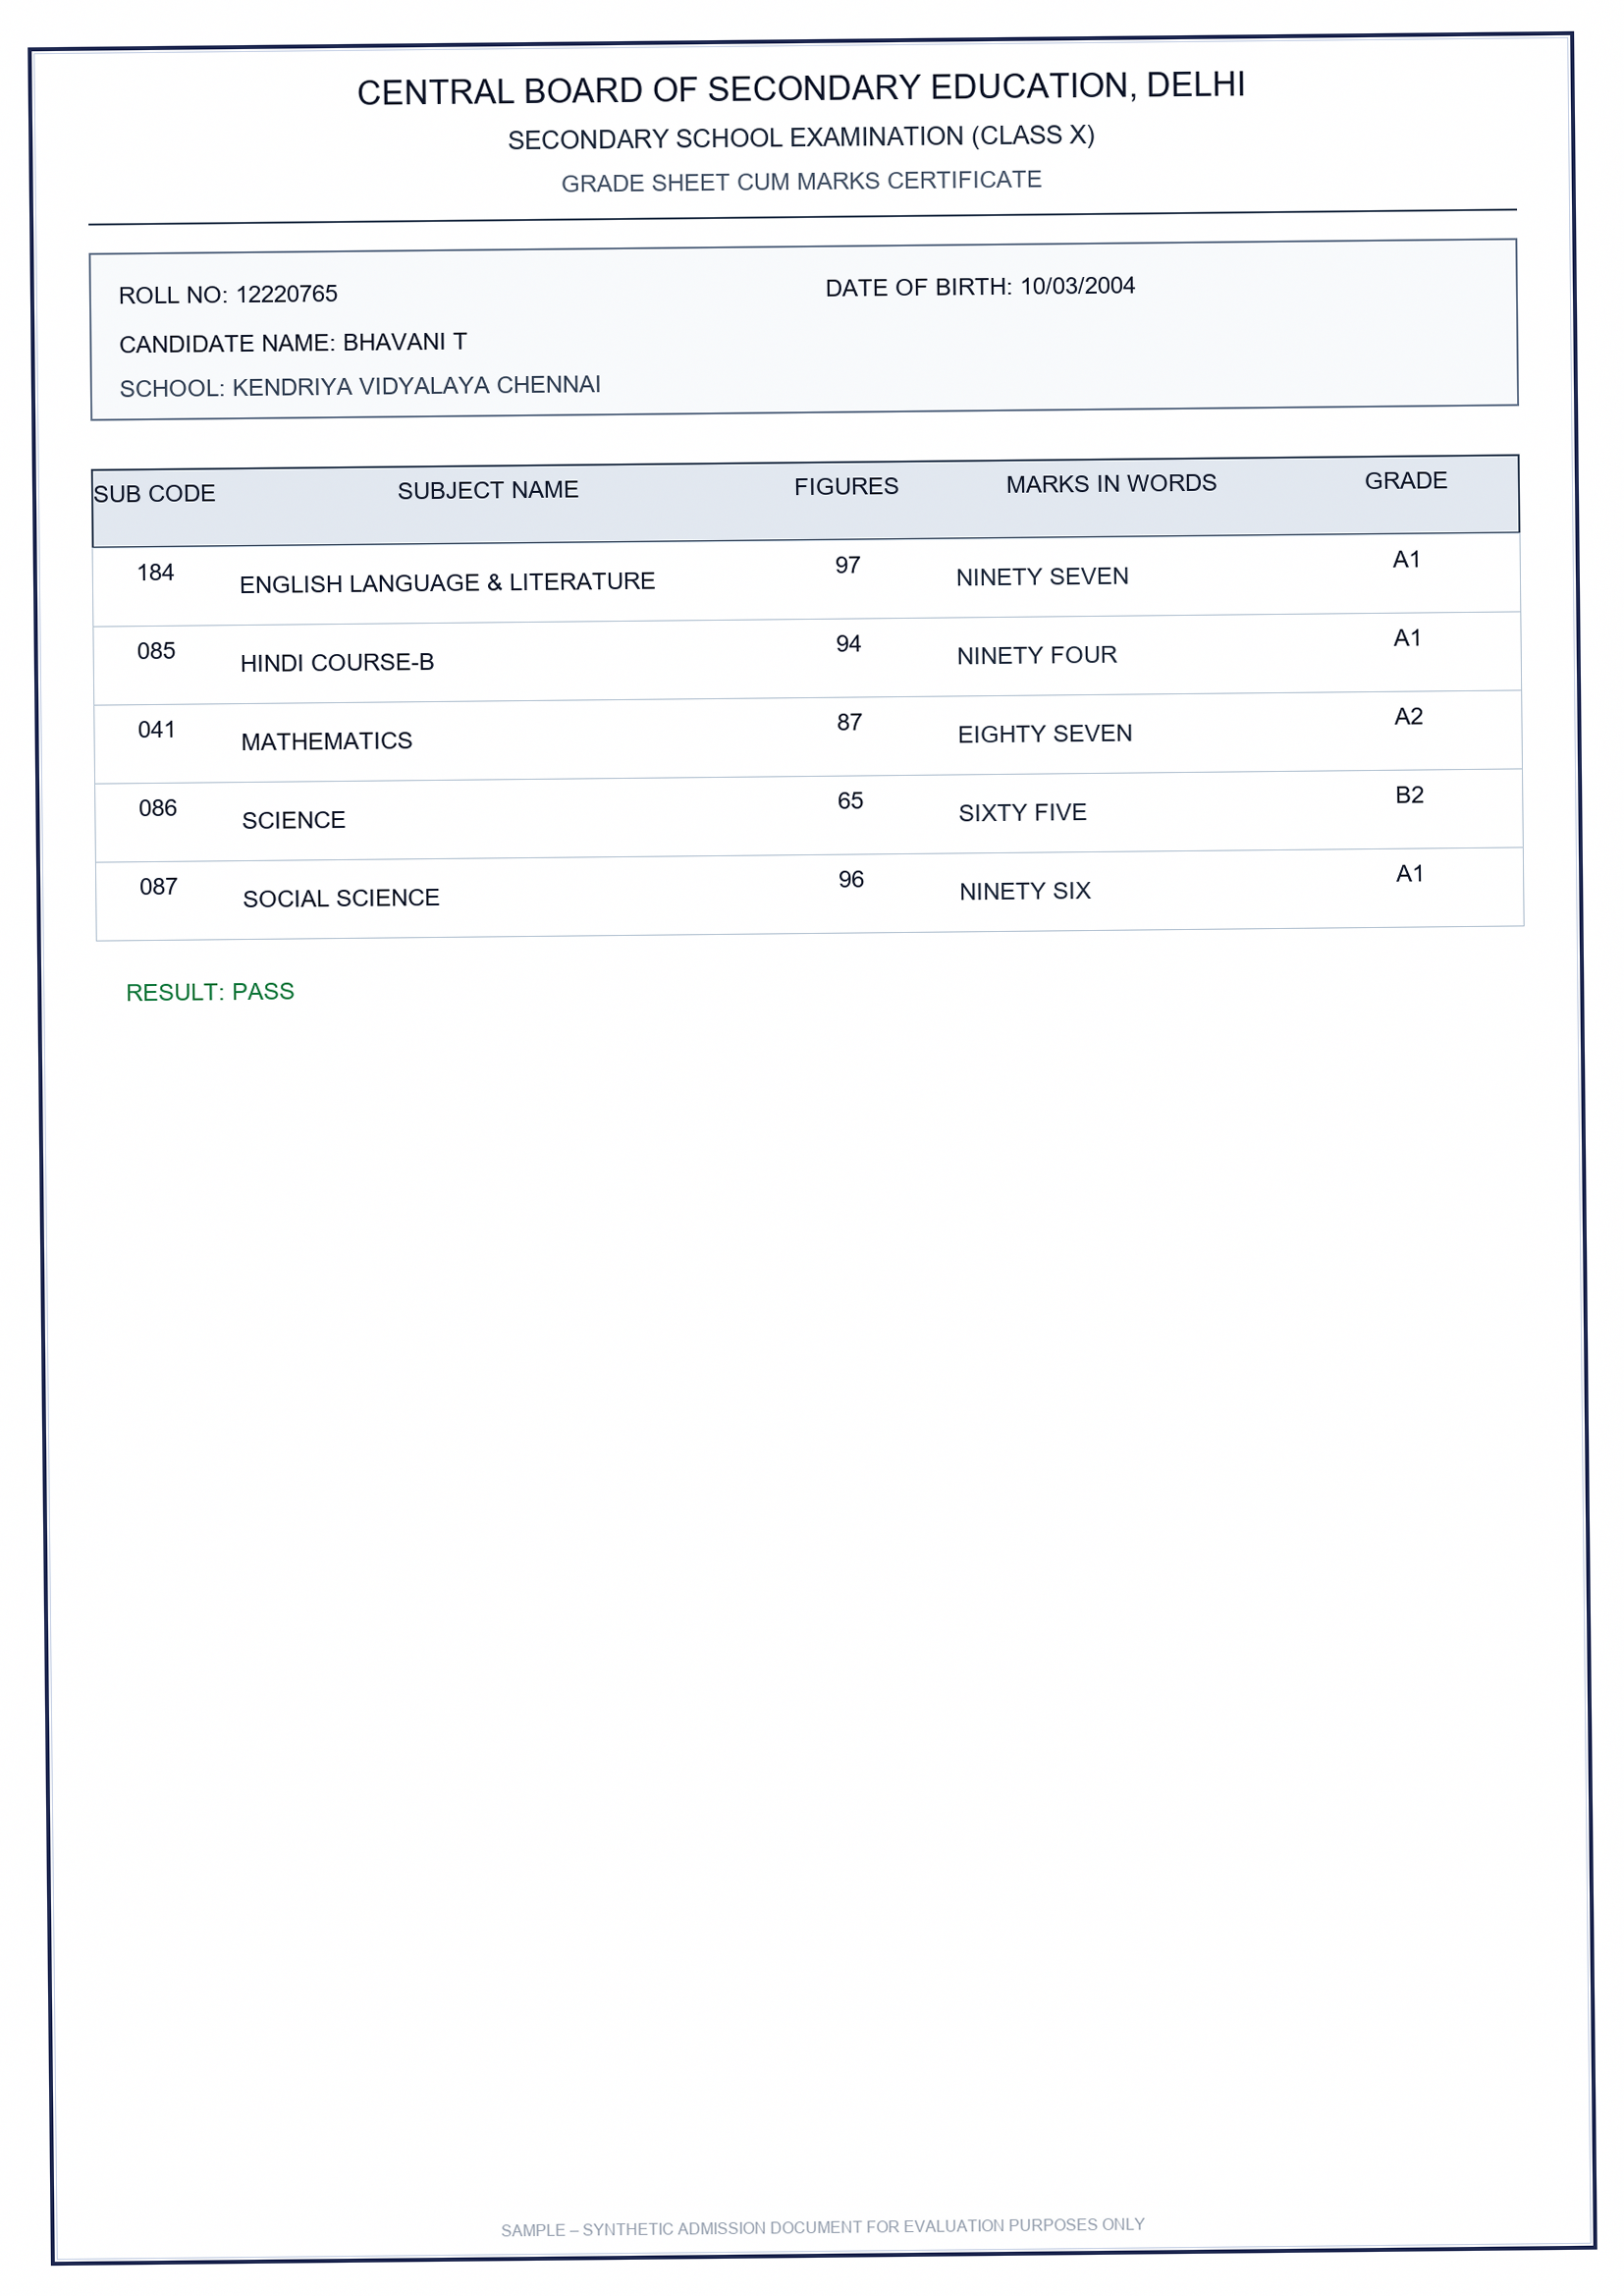 CENTRAL BOARD OF SECONDARY EDUCATION, DELHI
SECONDARY SCHOOL EXAMINATION (CLASS X)
GRADE SHEET CUM MARKS CERTIFICATE
ROLL NO: 12220765 DATE OF BIRTH: 10/03/2004
CANDIDATE NAME: BHAVANI T
SCHOOL: KENDRIYA VIDYALAYA CHENNAI
SUB CODE SUBJECT NAME FIGURES MARKS IN WORDS GRADE
184 ENGLISH LANGUAGE & LITERATURE 97 NINETY SEVEN A1
085 HINDI COURSE-B 94 NINETY FOUR A1
041 MATHEMATICS 87 EIGHTY SEVEN A2
086 SCIENCE 65 SIXTY FIVE B2
087 SOCIAL SCIENCE 96 NINETY SIX A1
RESULT: PASS
SAMPLE – SYNTHETIC ADMISSION DOCUMENT FOR EVALUATION PURPOSES ONLY